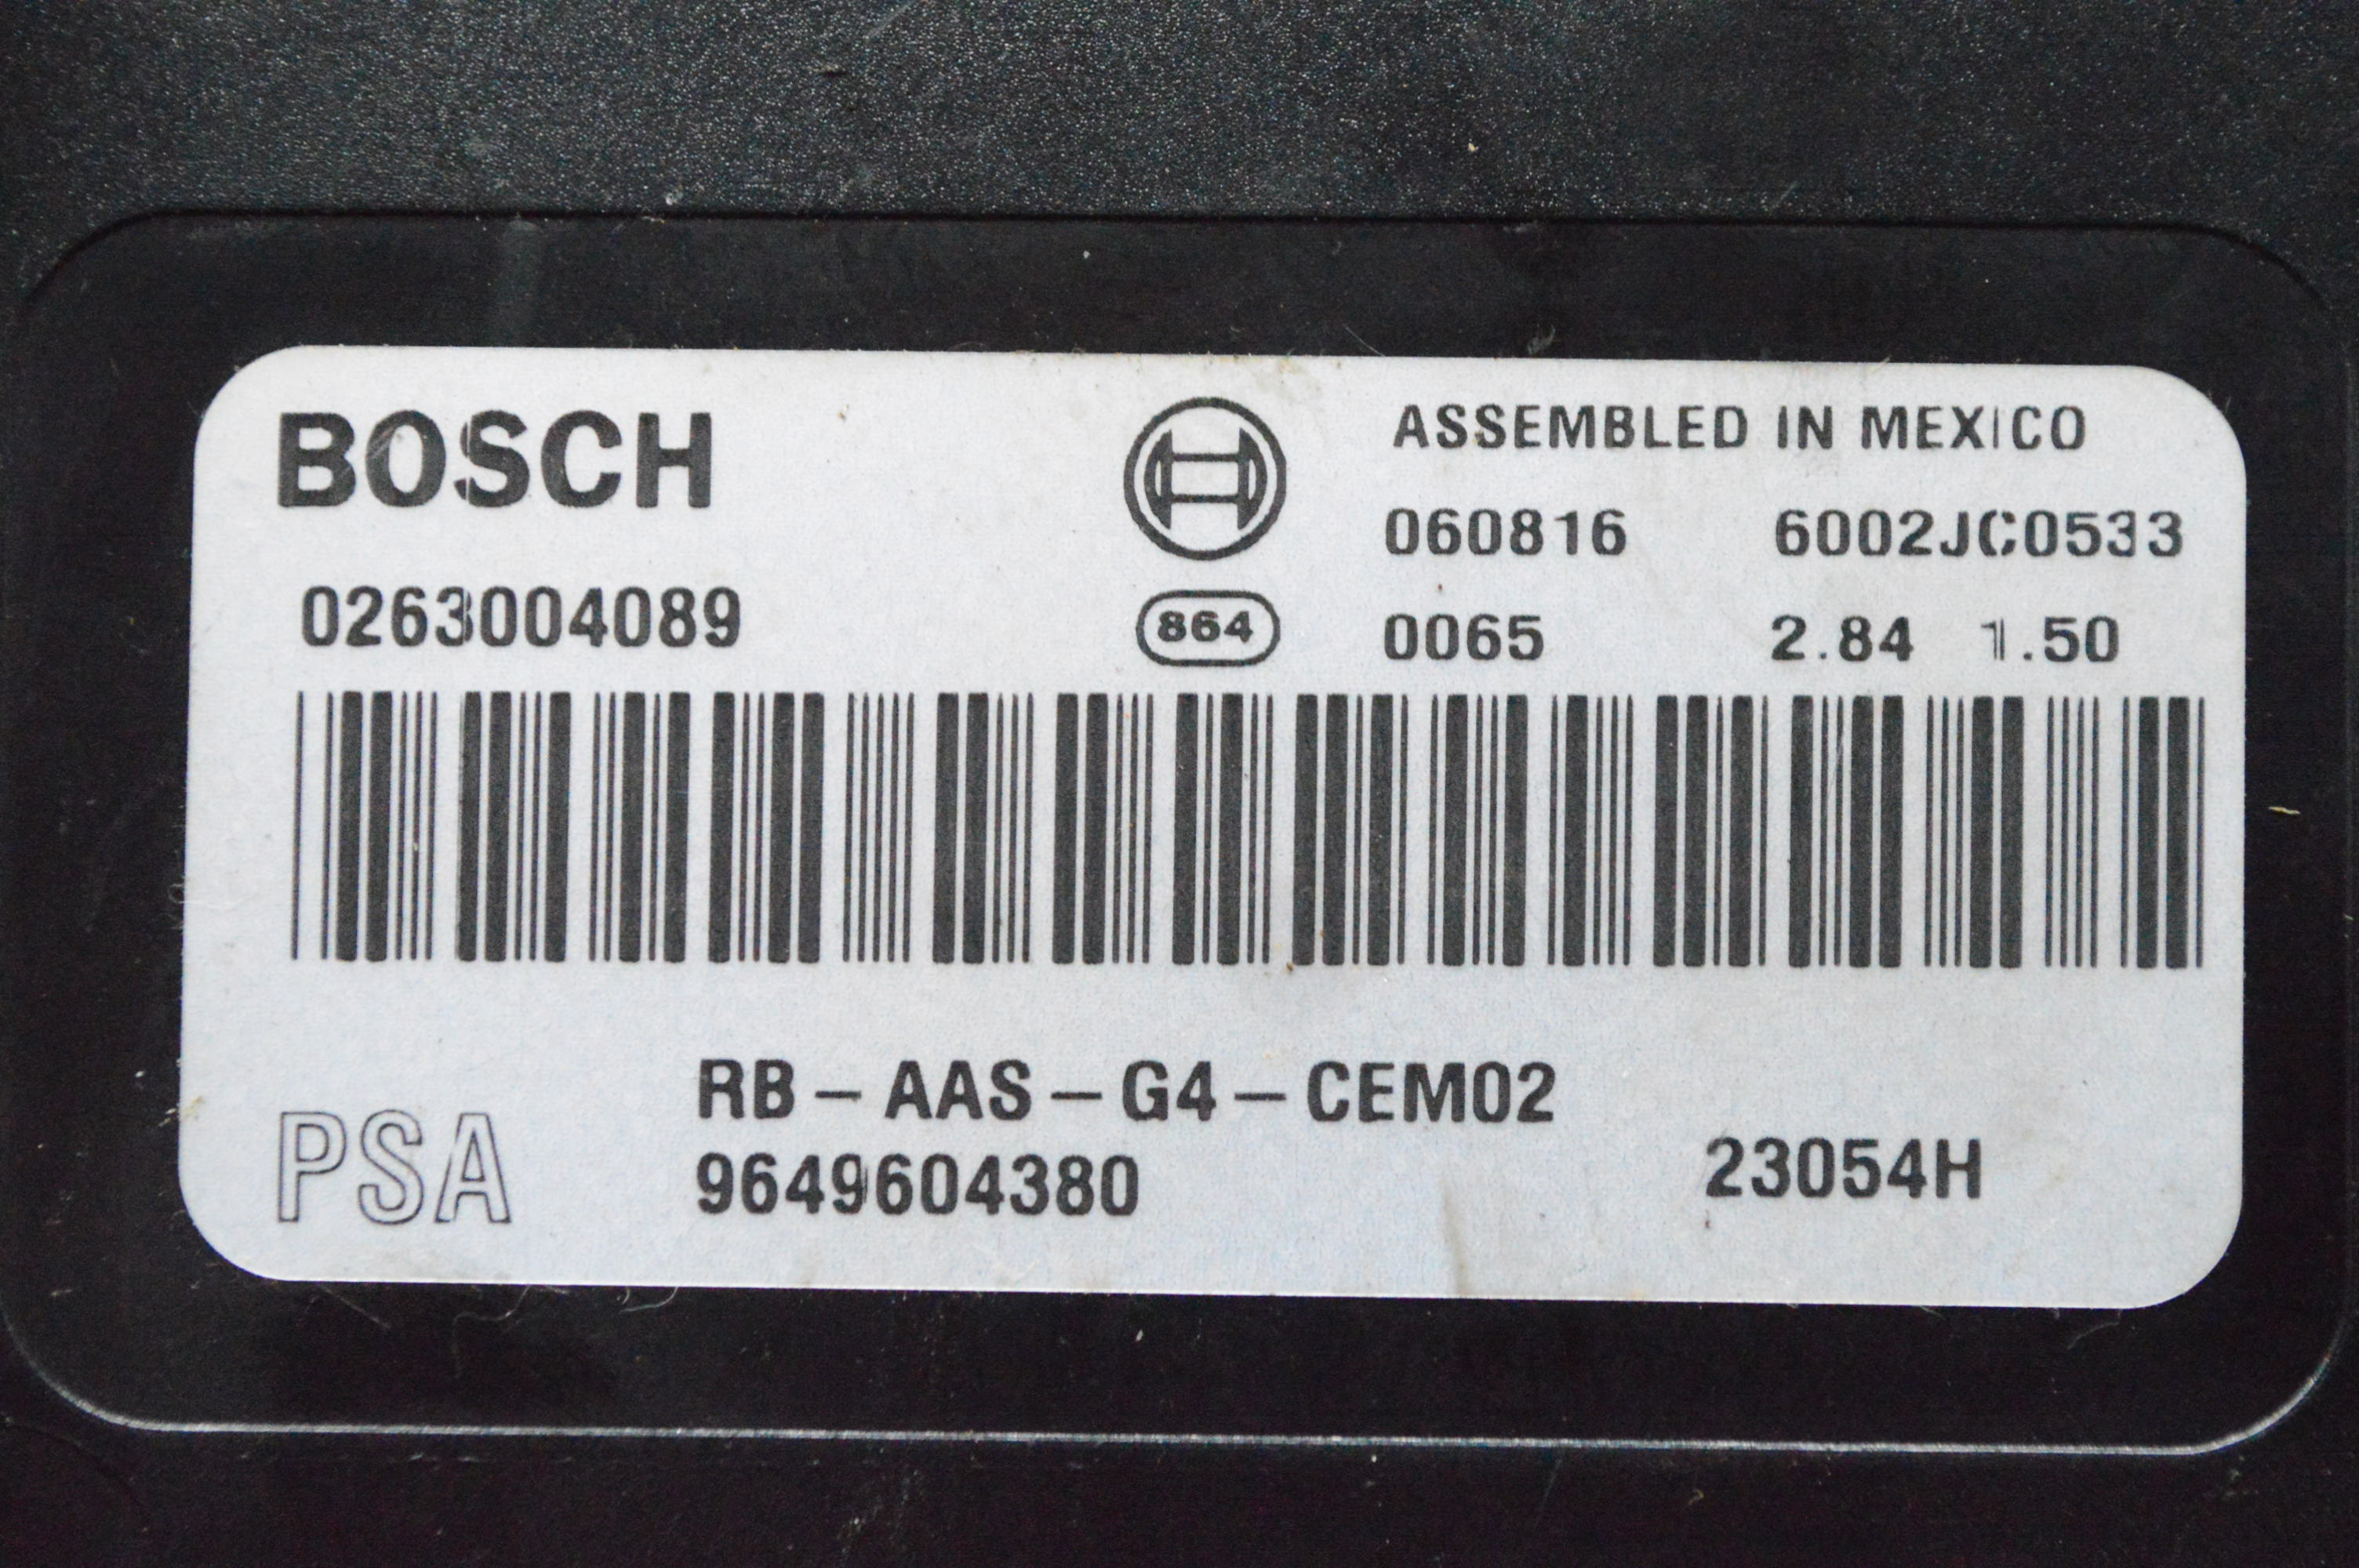 BOSCH
ASSEMBLED IN MEXICO
060816 6002JC0533
0263004089 864 0065 2.84 1.50
RB-AAS-G4-CEM02
PSA 9649604380 23054H